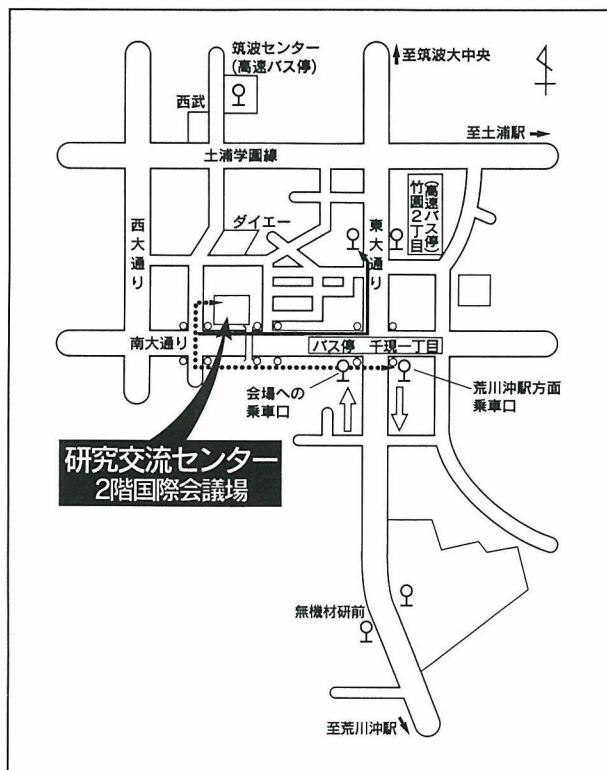 筑波センター
(高速バス停)
至筑波大中央
西武
至土浦駅
土浦学園線
(高速バス停)
竹園2丁目
ダイエー
西大通り
東大通り
南大通り
バス停 千現一丁目
会場への
乗車口
荒川沖駅方面
乗車口
研究交流センター
2階国際会議場
無機材研前
至荒川沖駅